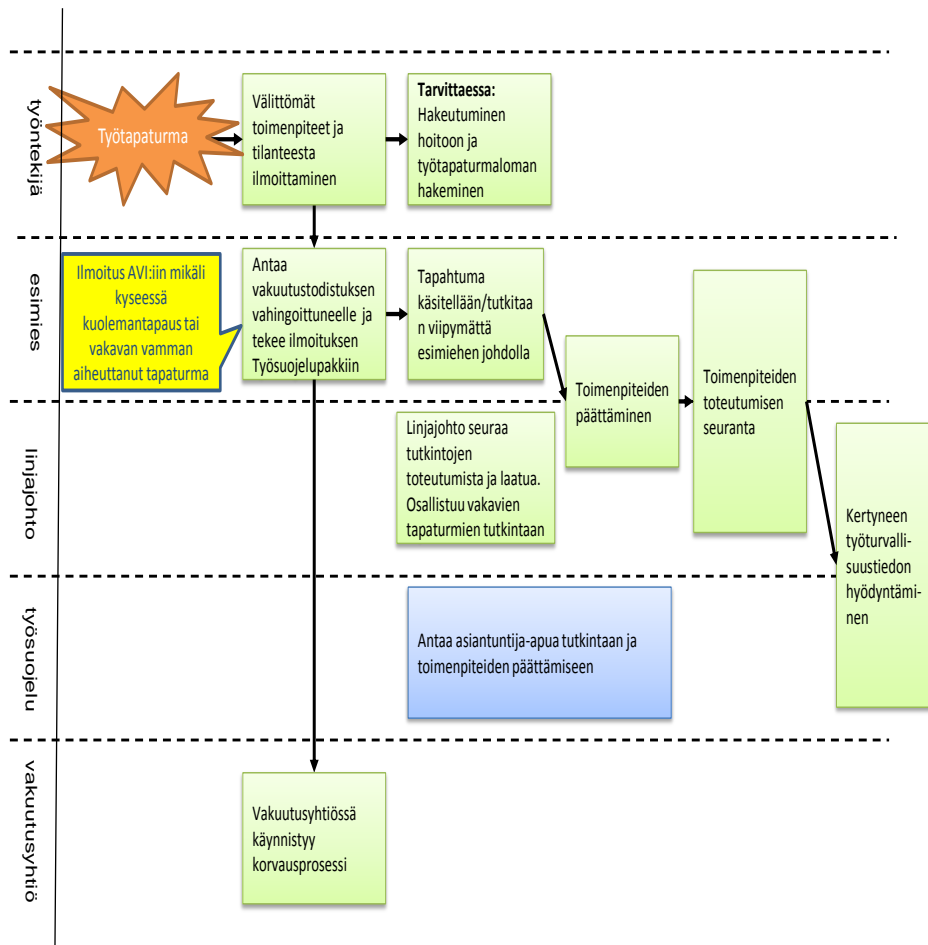 työntekijä
Työtapaturma
Välittömät
toimenpiteet ja
tilanteesta
ilmoittaminen
Tarvittaessa:
Hakeutuminen
hoitoon ja
työtapaturmaloman
hakeminen
esimies
Ilmoitus AVI:iin mikäli
kyseessä
kuolemantapaus tai
vakavan vamman
aiheuttanut tapaturma
Antaa
vakuutustodistuksen
vahingoittuneelle ja
tekee ilmoituksen
Työsuojelupakkiin
Tapahtuma
käsitellään/tutkitaa
n viipymättä
esimiehen johdolla
Toimenpiteiden
päättäminen
Toimenpiteiden
toteutumisen
seuranta
linjajohto
Linjajohto seuraa
tutkintojen
toteutumista ja laatua.
Osallistuu vakavien
tapaturmien tutkintaan
Kertyneen
työturvalli-
suustiedon
hyödyntämi-
nen
työsuojelu
Antaa asiantuntija-apua tutkintaan ja
toimenpiteiden päättämiseen
vakuutusyhtiö
Vakuutusyhtiössä
käynnistyy
korvausprosessi